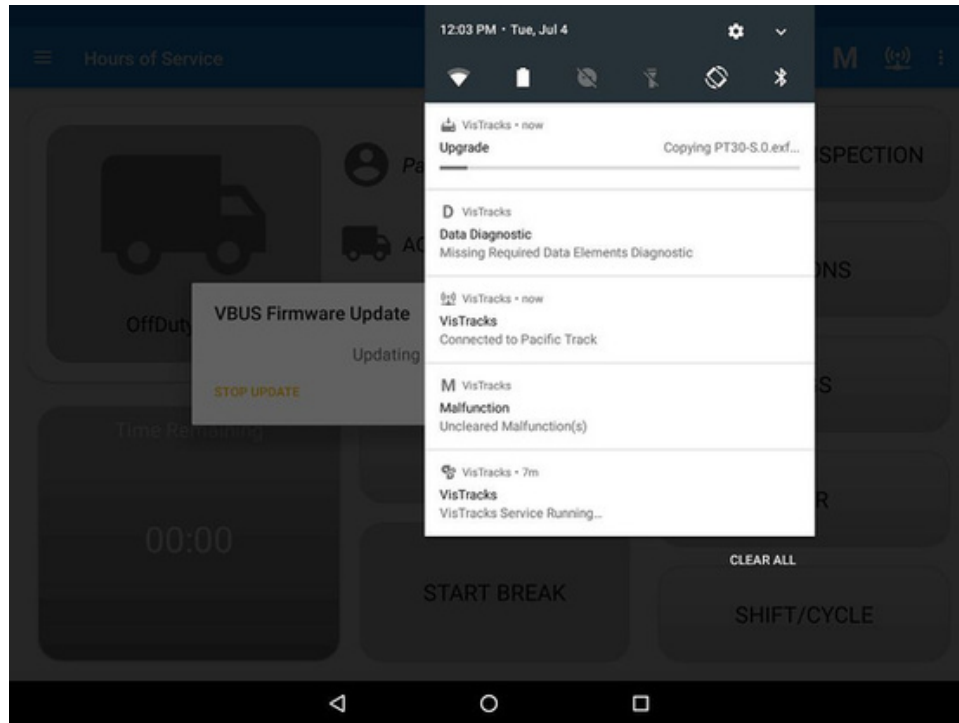 12:03 PM • Tue, Jul 4
Hours of Service
M
VisTracks • now
Upgrade
Copying PT30-S.0.exf...
D VisTracks
Data Diagnostic
Missing Required Data Elements Diagnostic
VisTracks • now
VisTracks
Connected to Pacific Track
M VisTracks
Malfunction
Uncleared Malfunction(s)
VisTracks • 7m
VisTracks
VisTracks Service Running...
CLEAR ALL
Pa
AC
OffDuty
VBUS Firmware Update
Updating
STOP UPDATE
Time Remaining
00:00
START BREAK
SPECTION
ONS
S
R
SHIFT/CYCLE